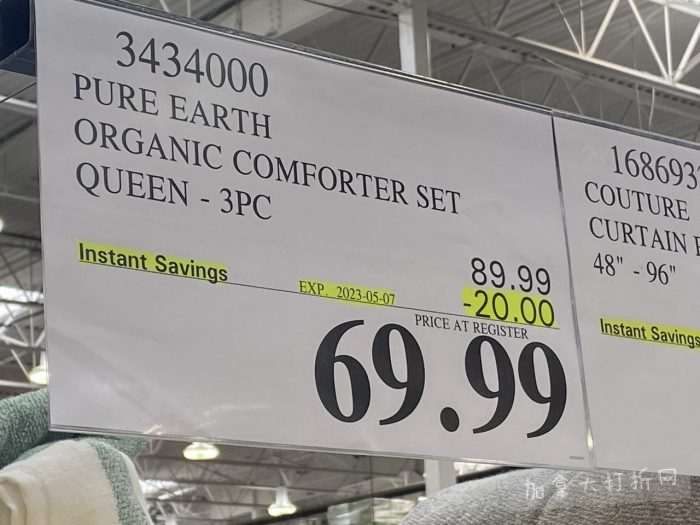 3434000
PURE EARTH
ORGANIC COMFORTER SET
QUEEN - 3PC
89.99
Instant Savings
EXP. 2023-05-07
-20.00
PRICE AT REGISTER
69.99
168693
COUTURE
CURTAIN
48" - 96"
Instant Savings
加拿大打折网